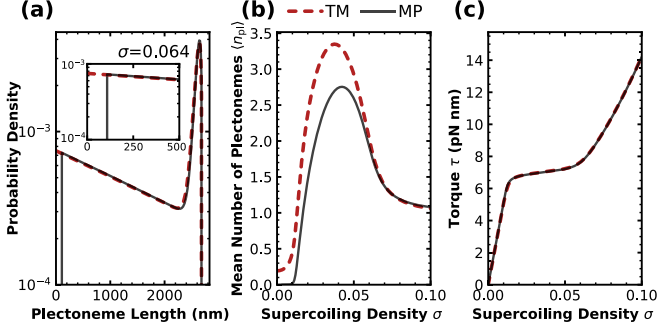 (a)
(b)
TM
MP
(c)
σ=0.064
10⁻³
10⁻⁴
0
250
500
10⁻³
10⁻⁴
Probability Density
0
1000
2000
Plectoneme Length (nm)
3.5
3.0
2.5
2.0
1.5
1.0
0.5
0.0
Mean Number of Plectonemes ⟨n_pl⟩
0.00
0.05
0.10
Supercoiling Density σ
14
12
10
8
6
4
2
0
Torque τ (pN nm)
0.00
0.05
0.10
Supercoiling Density σ